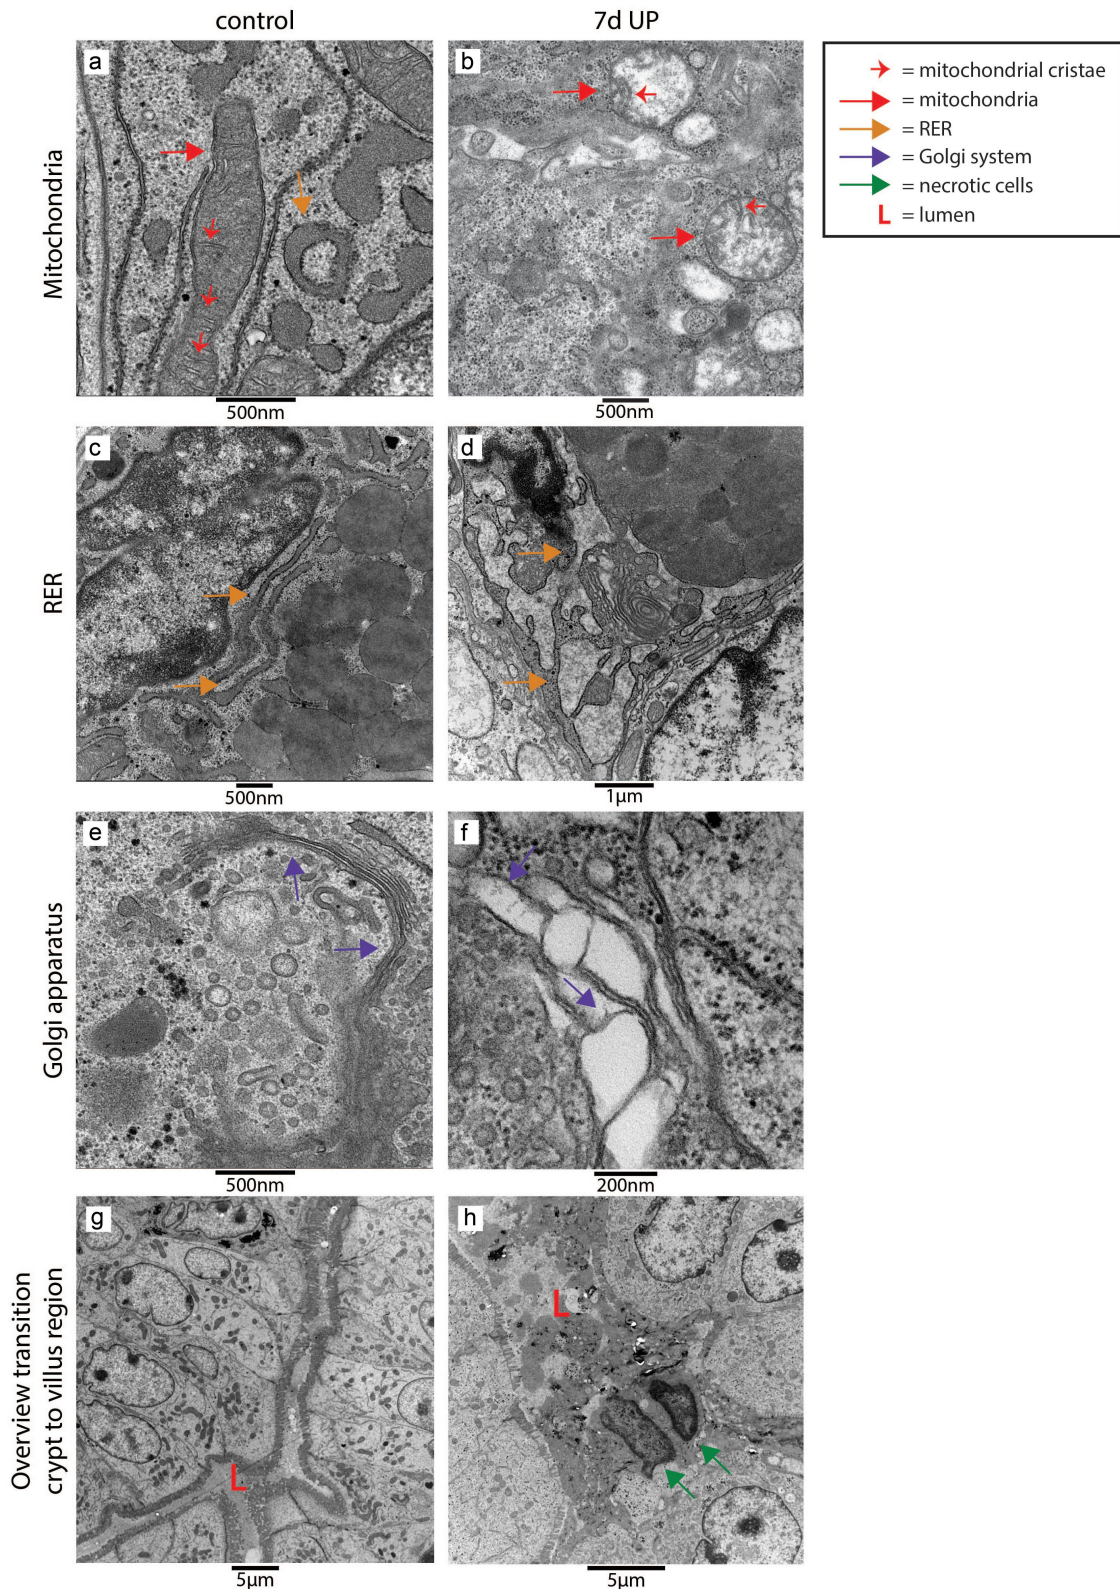 control
7d UP
a
b
= mitochondrial cristae
= mitochondria
= RER
= Golgi system
= necrotic cells
L = lumen
Mitochondria
500nm
500nm
c
d
RER
500nm
1μm
e
f
Golgi apparatus
500nm
200nm
g
h
L
L
Overview transition
crypt to villus region
5μm
5μm